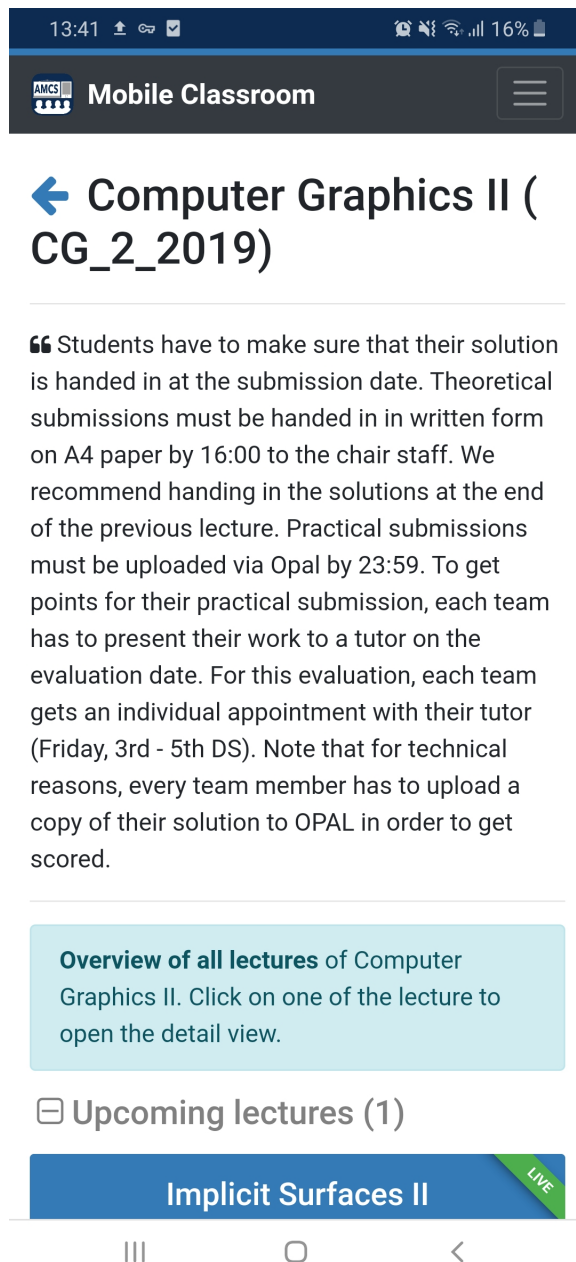 13:41 16%
AMCS Mobile Classroom
Computer Graphics II (
CG_2_2019)
Students have to make sure that their solution
is handed in at the submission date. Theoretical
submissions must be handed in in written form
on A4 paper by 16:00 to the chair staff. We
recommend handing in the solutions at the end
of the previous lecture. Practical submissions
must be uploaded via Opal by 23:59. To get
points for their practical submission, each team
has to present their work to a tutor on the
evaluation date. For this evaluation, each team
gets an individual appointment with their tutor
(Friday, 3rd - 5th DS). Note that for technical
reasons, every team member has to upload a
copy of their solution to OPAL in order to get
scored.
Overview of all lectures of Computer
Graphics II. Click on one of the lecture to
open the detail view.
Upcoming lectures (1)
Implicit Surfaces II
LIVE